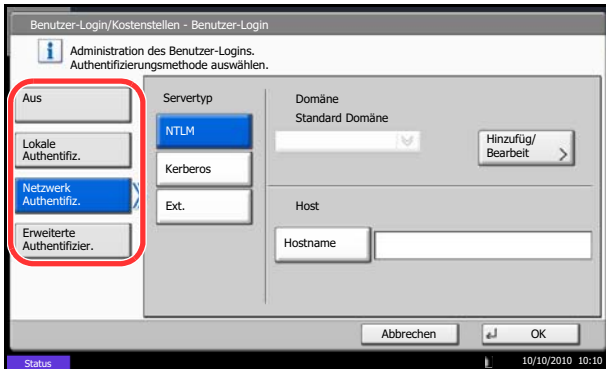 Benutzer-Login/Kostenstellen - Benutzer-Login
Administration des Benutzer-Logins.
Authentifizierungsmethode auswählen.
Aus
Lokale
Authentifiz.
Netzwerk
Authentifiz.
Erweiterte
Authentifizier.
Servertyp
NTLM
Kerberos
Ext.
Domäne
Standard Domäne
Hinzufüg/
Bearbeit
Host
Hostname
Abbrechen
OK
Status
10/10/2010 10:10